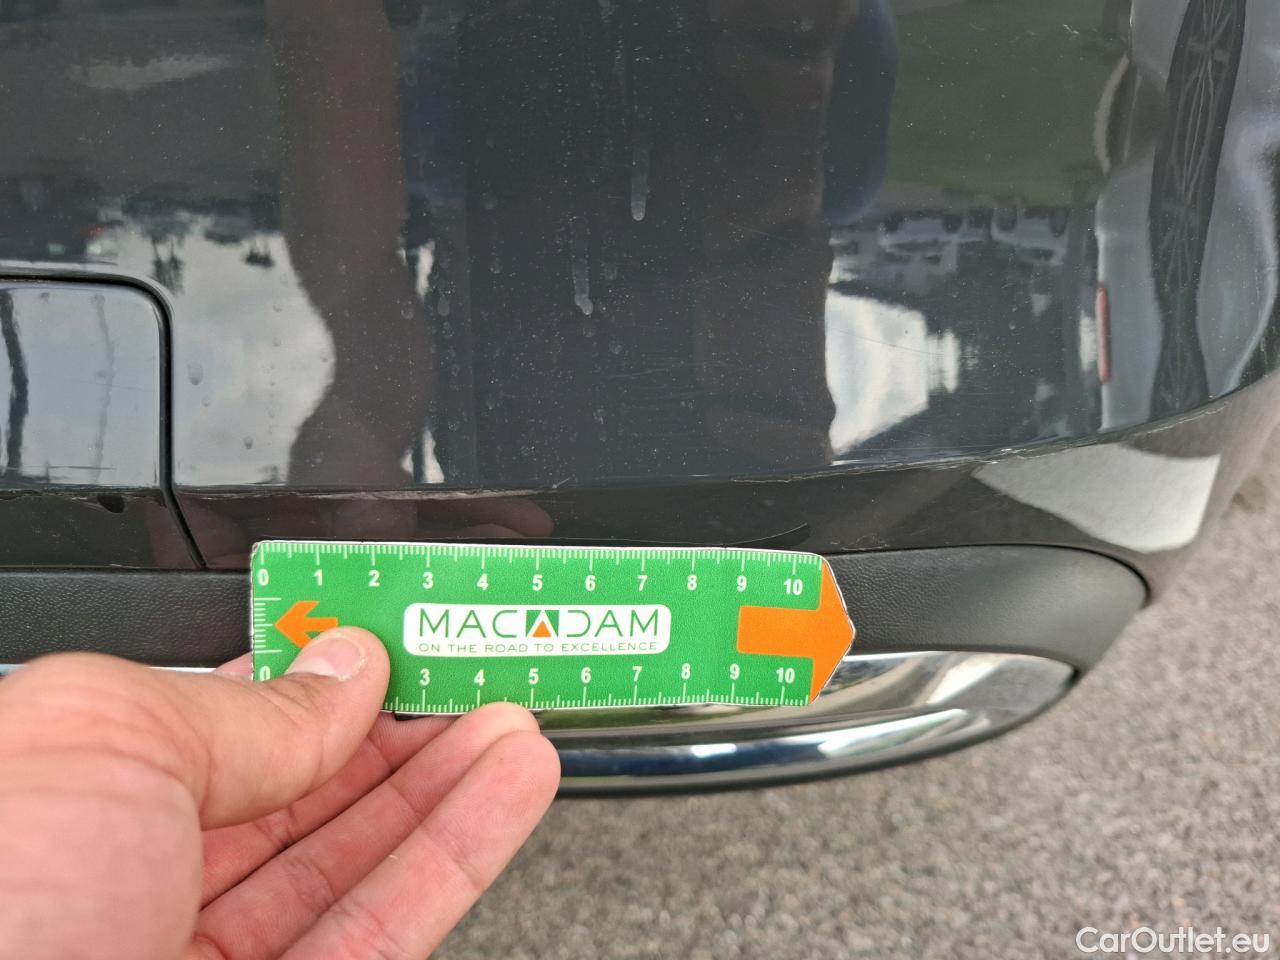 0 1 2 3 4 5 6 7 8 9 10
MACADAM
ON THE ROAD TO EXCELLENCE
0 3 4 5 6 7 8 9 10
CarOutlet.eu